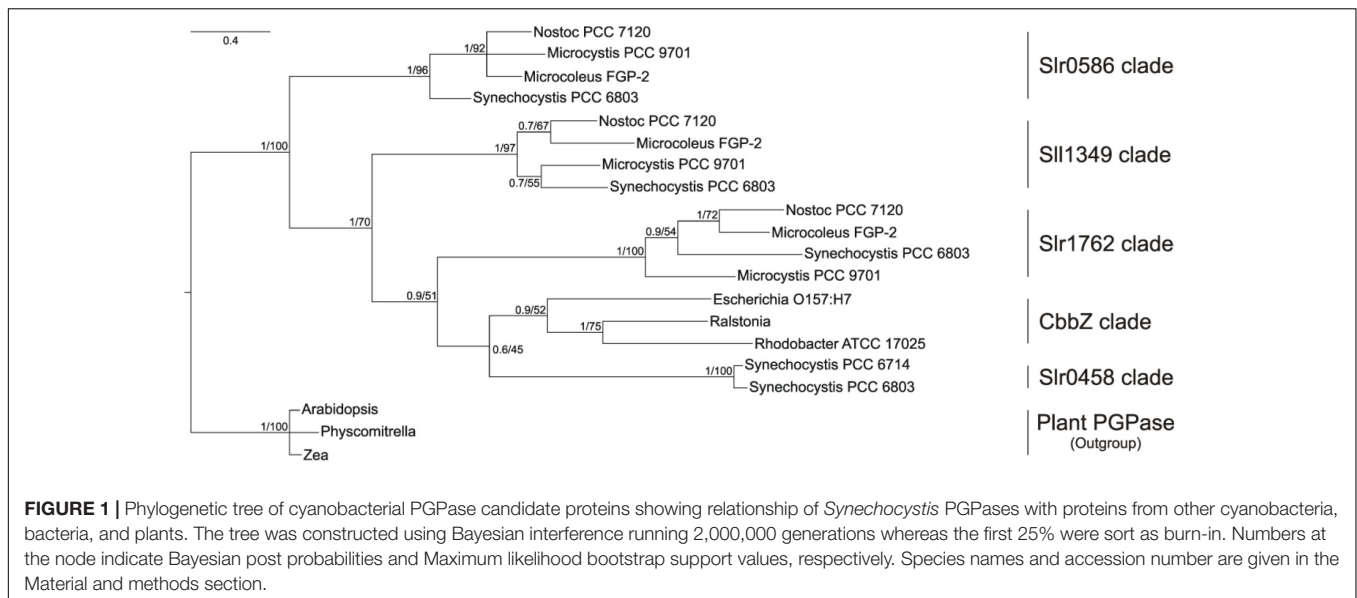 0.4
Nostoc PCC 7120
1/92
Microcystis PCC 9701
1/96
Microcoleus FGP-2
Synechocystis PCC 6803
Slr0586 clade
1/100
0.7/67
Nostoc PCC 7120
Microcoleus FGP-2
1/97
Microcystis PCC 9701
0.7/55
Synechocystis PCC 6803
Sll1349 clade
1/70
1/72
Nostoc PCC 7120
0.9/54
Microcoleus FGP-2
1/100
Synechocystis PCC 6803
Microcystis PCC 9701
Slr1762 clade
0.9/51
0.9/52
Escherichia O157:H7
1/75
Ralstonia
Rhodobacter ATCC 17025
CbbZ clade
0.6/45
1/100
Synechocystis PCC 6714
Synechocystis PCC 6803
Slr0458 clade
1/100
Arabidopsis
Physcomitrella
Zea
Plant PGPase
(Outgroup)
FIGURE 1 | Phylogenetic tree of cyanobacterial PGPase candidate proteins showing relationship of Synechocystis PGPases with proteins from other cyanobacteria,
bacteria, and plants. The tree was constructed using Bayesian interference running 2,000,000 generations whereas the first 25% were sort as burn-in. Numbers at
the node indicate Bayesian post probabilities and Maximum likelihood bootstrap support values, respectively. Species names and accession number are given in the
Material and methods section.